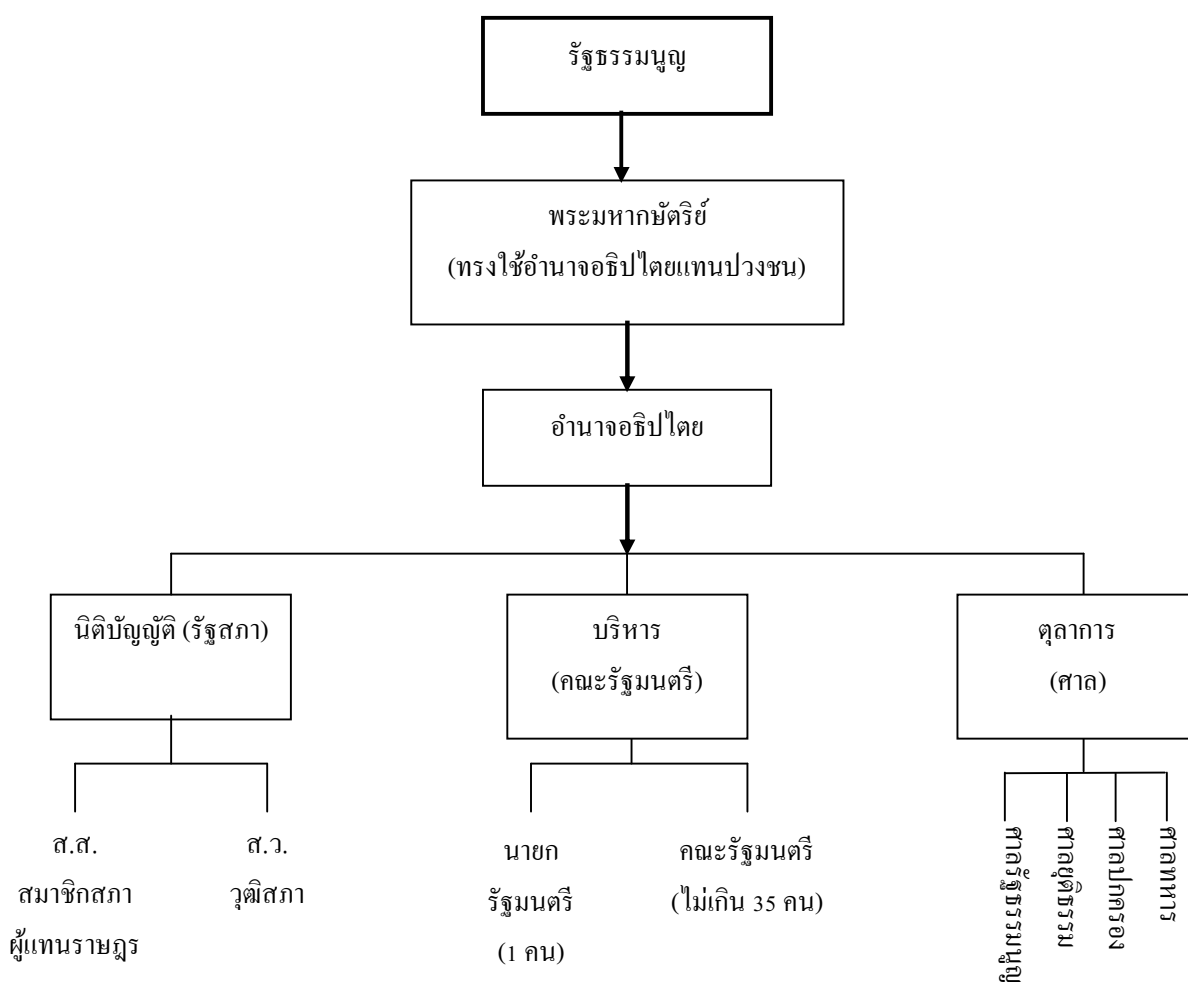 รัฐธรรมนูญ
พระมหากษัตริย์
(ทรงใช้อำนาจอธิปไตยแทนปวงชน)
อำนาจอธิปไตย
นิติบัญญัติ (รัฐสภา)
บริหาร
(คณะรัฐมนตรี)
ตุลาการ
(ศาล)
ส.ส.
สมาชิกสภา
ผู้แทนราษฎร
ส.ว.
วุฒิสภา
นายก
รัฐมนตรี
(1 คน)
คณะรัฐมนตรี
(ไม่เกิน 35 คน)
ศาลรัฐธรรมนูญ
ศาลยุติธรรม
ศาลปกครอง
ศาลทหาร